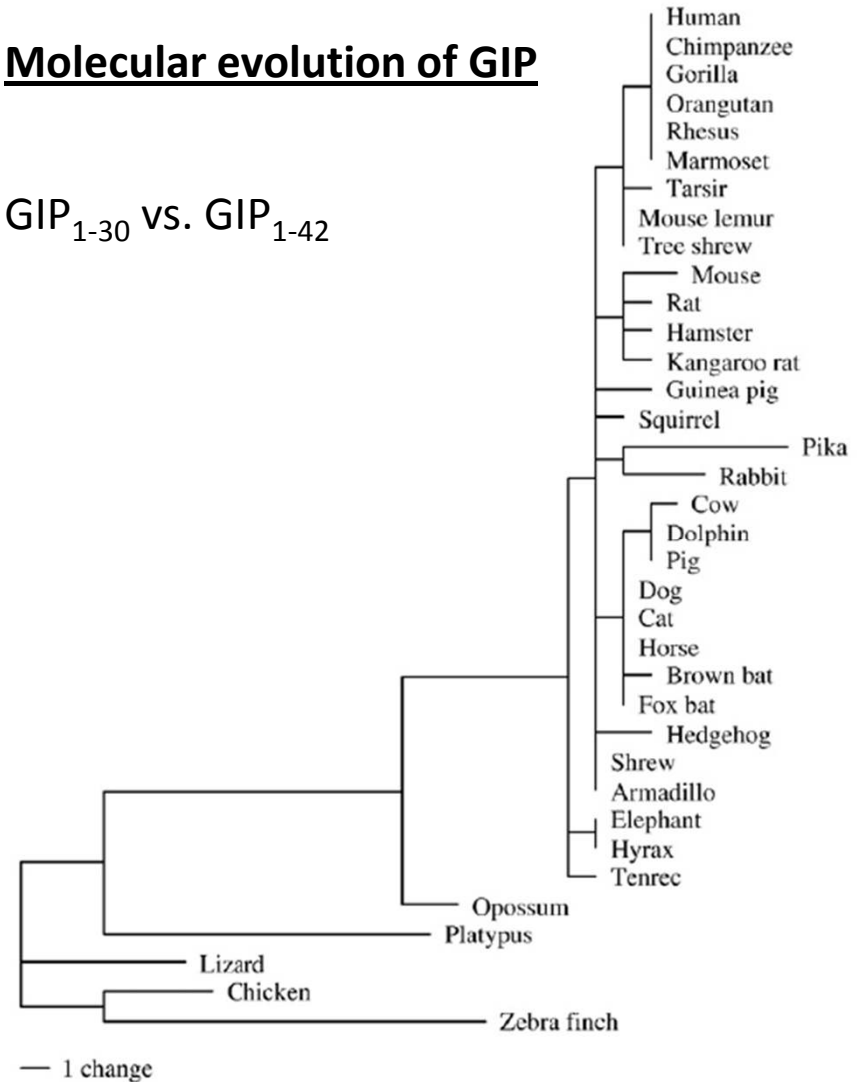 Molecular evolution of GIP
GIP1-30 vs. GIP1-42
Human
Chimpanzee
Gorilla
Orangutan
Rhesus
Marmoset
Tarsir
Mouse lemur
Tree shrew
Mouse
Rat
Hamster
Kangaroo rat
Guinea pig
Squirrel
Pika
Rabbit
Cow
Dolphin
Pig
Dog
Cat
Horse
Brown bat
Fox bat
Hedgehog
Shrew
Armadillo
Elephant
Hyrax
Tenrec
Opossum
Platypus
Lizard
Chicken
Zebra finch
1 change